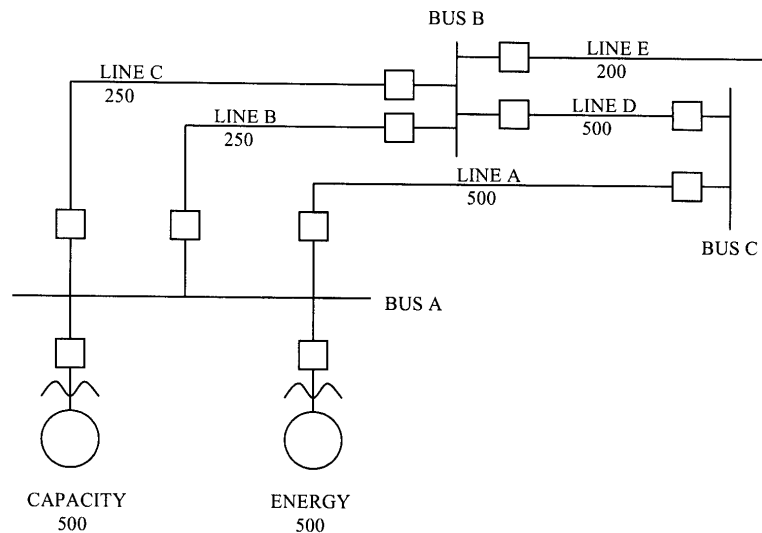 BUS B
LINE E
200
LINE C
250
LINE D
500
LINE B
250
LINE A
500
BUS C
BUS A
CAPACITY
500
ENERGY
500